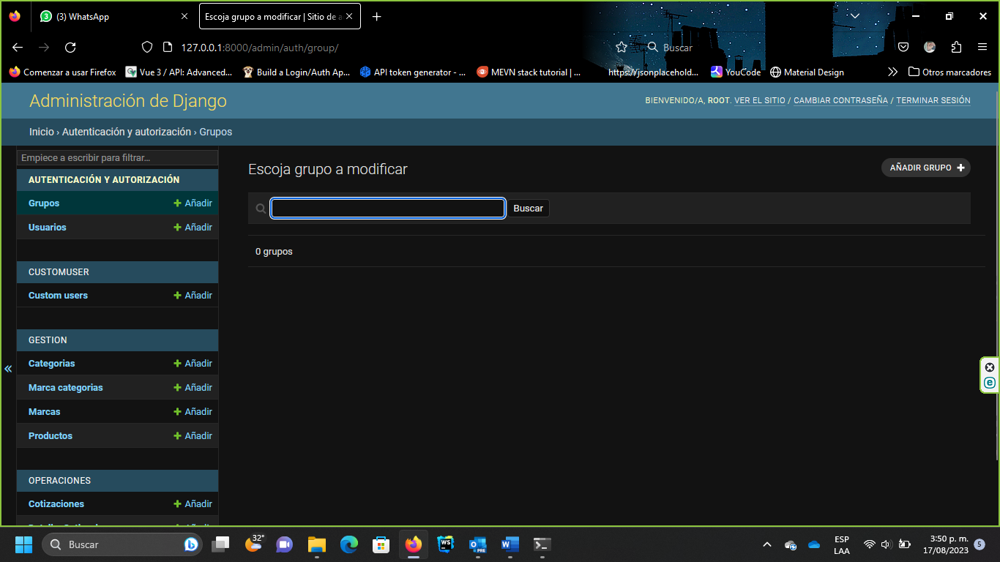 (3) WhatsApp
Escoja grupo a modificar | Sitio de a
127.0.0.1:8000/admin/auth/group/
Buscar
Comenzar a usar Firefox
Vue 3 / API: Advanced...
Build a Login/Auth Ap...
API token generator - ...
MEVN stack tutorial | ...
https://jsonplacehold...
YouCode
Material Design
Otros marcadores
Administración de Django
BIENVENIDO/A, ROOT. VER EL SITIO / CAMBIAR CONTRASEÑA / TERMINAR SESIÓN
Inicio › Autenticación y autorización › Grupos
Empiece a escribir para filtrar...
AUTENTICACIÓN Y AUTORIZACIÓN
Grupos + Añadir
Usuarios + Añadir
CUSTOMUSER
Custom users + Añadir
GESTION
Categorias + Añadir
Marca categorias + Añadir
Marcas + Añadir
Productos + Añadir
OPERACIONES
Cotizaciones + Añadir
Escoja grupo a modificar
AÑADIR GRUPO +
Buscar
0 grupos
Buscar
32°
WS
PRE
ESP
LAA
3:50 p. m.
17/08/2023
5